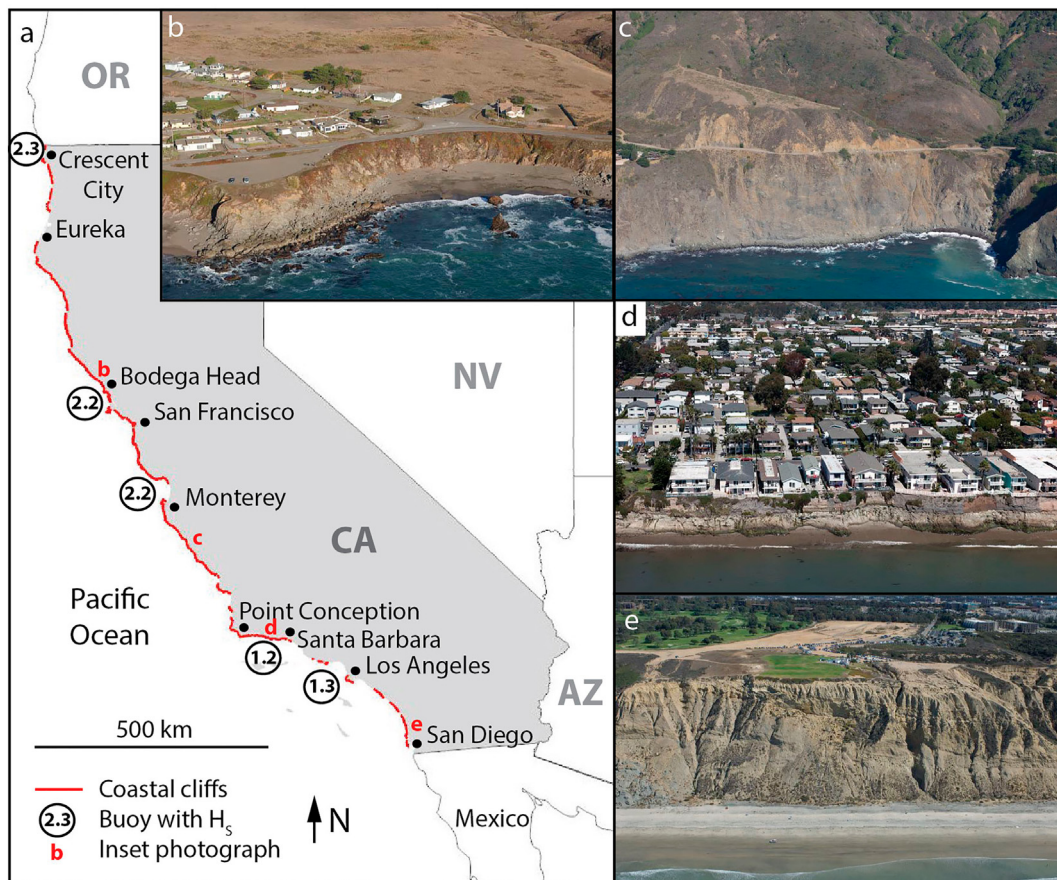 a
OR
2.3
Crescent
City
Eureka
b
Bodega Head
2.2
San Francisco
2.2
Monterey
c
CA
NV
Pacific
Ocean
Point Conception
d
Santa Barbara
1.2
Los Angeles
1.3
AZ
e
San Diego
500 km
Coastal cliffs
2.3
Buoy with Hs
b
Inset photograph
N
Mexico
b
c
d
e